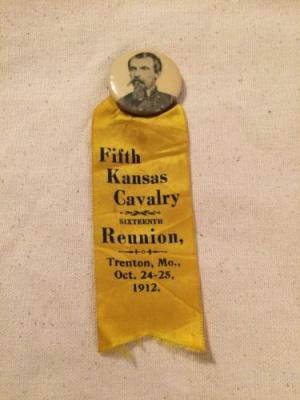 Fifth
Kansas
Cavalry
SIXTEENTH
Reunion,
Trenton, Mo.,
Oct. 24-25,
1912.